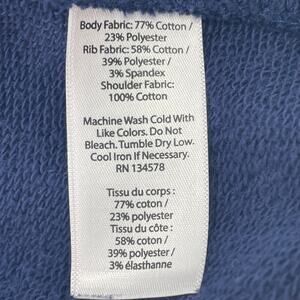 Body Fabric: 77% Cotton /
23% Polyester
Rib Fabric: 58% Cotton /
39% Polyester /
3% Spandex
Shoulder Fabric:
100% Cotton
Machine Wash Cold With
Like Colors. Do Not
Bleach. Tumble Dry Low.
Cool Iron If Necessary.
RN 134578
Tissu du corps :
77% coton /
23% polyester
Tissu du côte :
58% coton /
39% polyester /
3% élasthanne